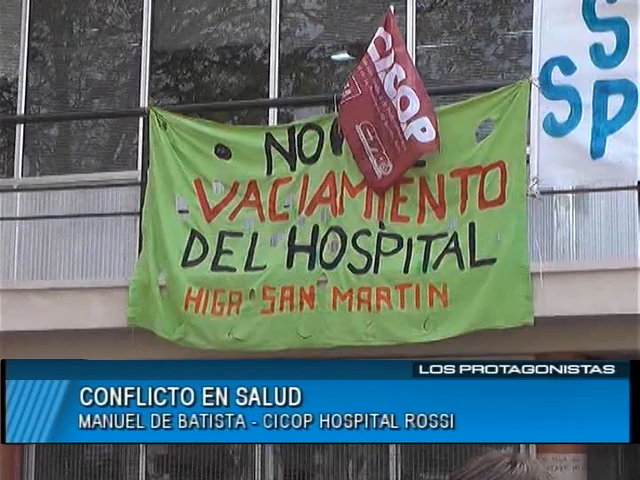 CICOP
S
SP
NO
VACIAMIENTO
DEL HOSPITAL
HIGA SAN MARTIN
LOS PROTAGONISTAS
CONFLICTO EN SALUD
MANUEL DE BATISTA - CICOP HOSPITAL ROSSI